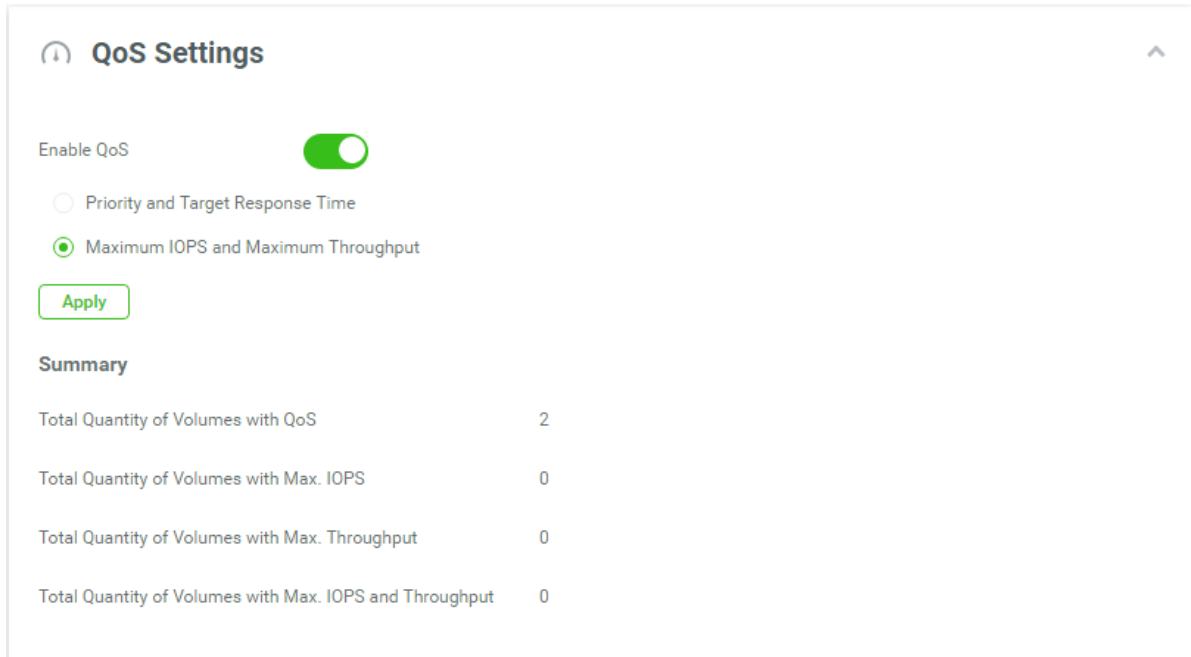 QoS Settings
Enable QoS
Priority and Target Response Time
Maximum IOPS and Maximum Throughput
Apply
Summary
Total Quantity of Volumes with QoS 2
Total Quantity of Volumes with Max. IOPS 0
Total Quantity of Volumes with Max. Throughput 0
Total Quantity of Volumes with Max. IOPS and Throughput 0